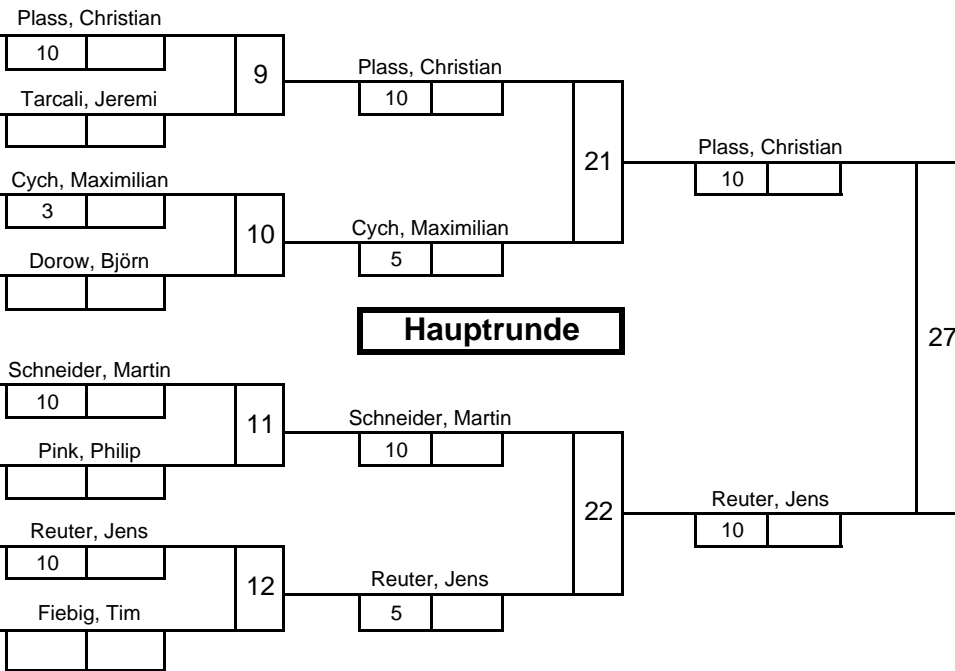 Plass, Christian
10
9
Tarcali, Jeremi
Cych, Maximilian
3
10
Dorow, Björn
Schneider, Martin
10
11
Pink, Philip
Reuter, Jens
10
12
Fiebig, Tim
Plass, Christian
10
21
Cych, Maximilian
5
Hauptrunde
Schneider, Martin
10
22
Reuter, Jens
5
Plass, Christian
10
27
Reuter, Jens
10